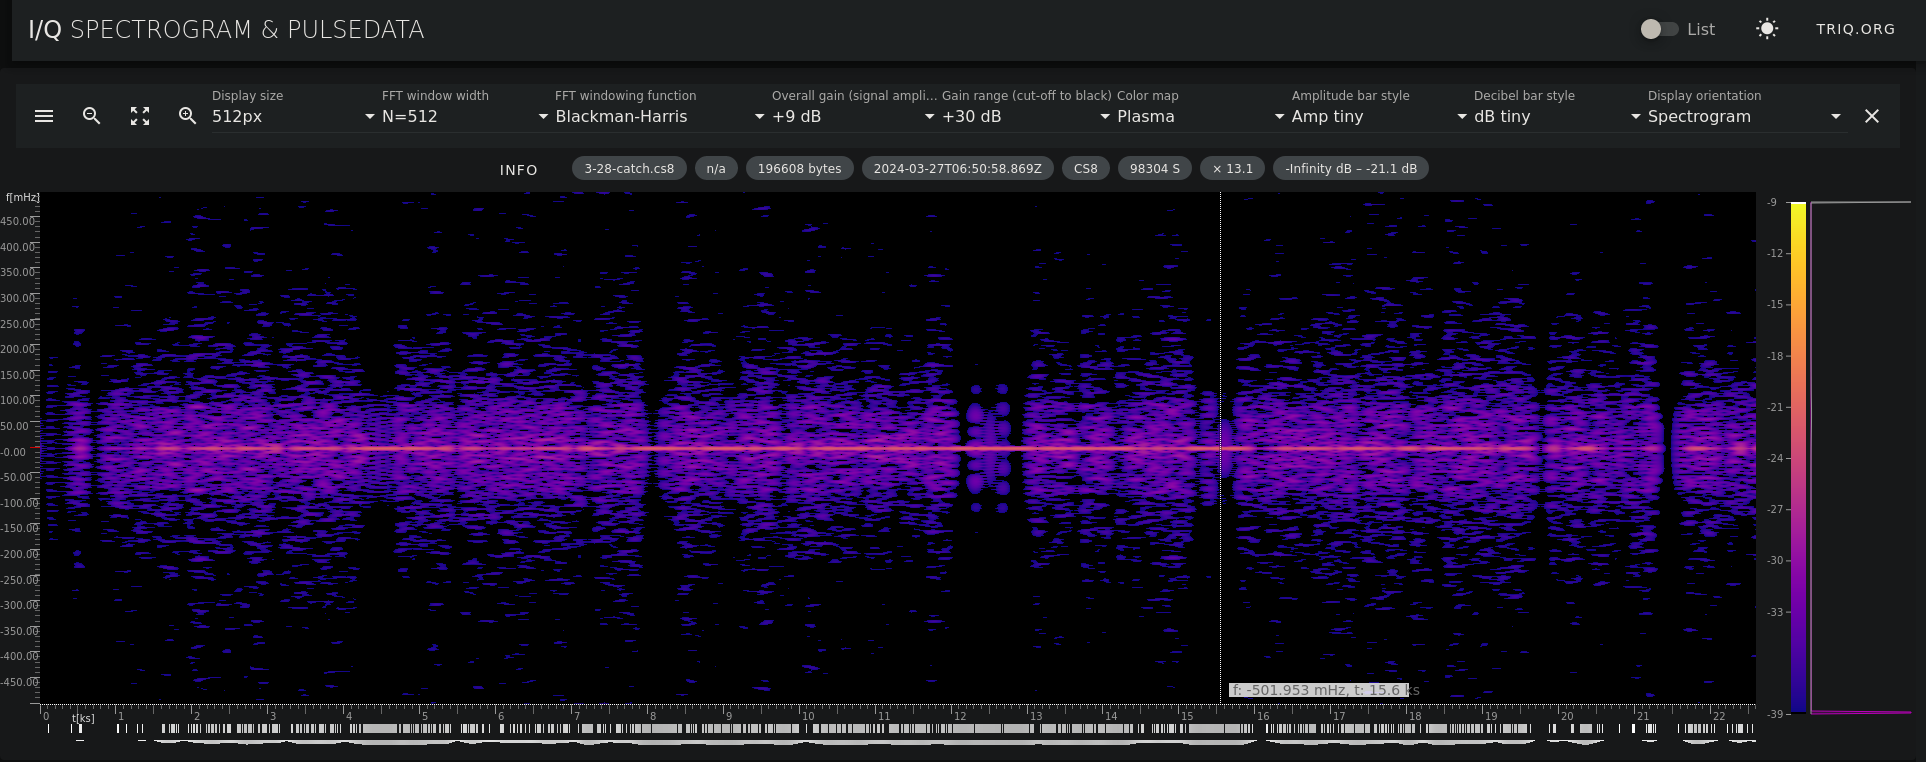 I/Q SPECTROGRAM & PULSEDATA
List
TRIQ.ORG
Display size
FFT window width
FFT windowing function
Overall gain (signal ampli...
Gain range (cut-off to black)
Color map
Amplitude bar style
Decibel bar style
Display orientation
512px
N=512
Blackman-Harris
+9 dB
+30 dB
Plasma
Amp tiny
dB tiny
Spectrogram
INFO
3-28-catch.cs8
n/a
196608 bytes
2024-03-27T06:50:58.869Z
CS8
98304 S
× 13.1
-Infinity dB – -21.1 dB
f[mHz]
450.00
400.00
350.00
300.00
250.00
200.00
150.00
100.00
50.00
-0.00
-50.00
-100.00
-150.00
-200.00
-250.00
-300.00
-350.00
-400.00
-450.00
-9
-12
-15
-18
-21
-24
-27
-30
-33
-39
f: -501.953 mHz, t: 15.6 ks
0 1 2 3 4 5 6 7 8 9 10 11 12 13 14 15 16 17 18 19 20 21 22
t[ks]